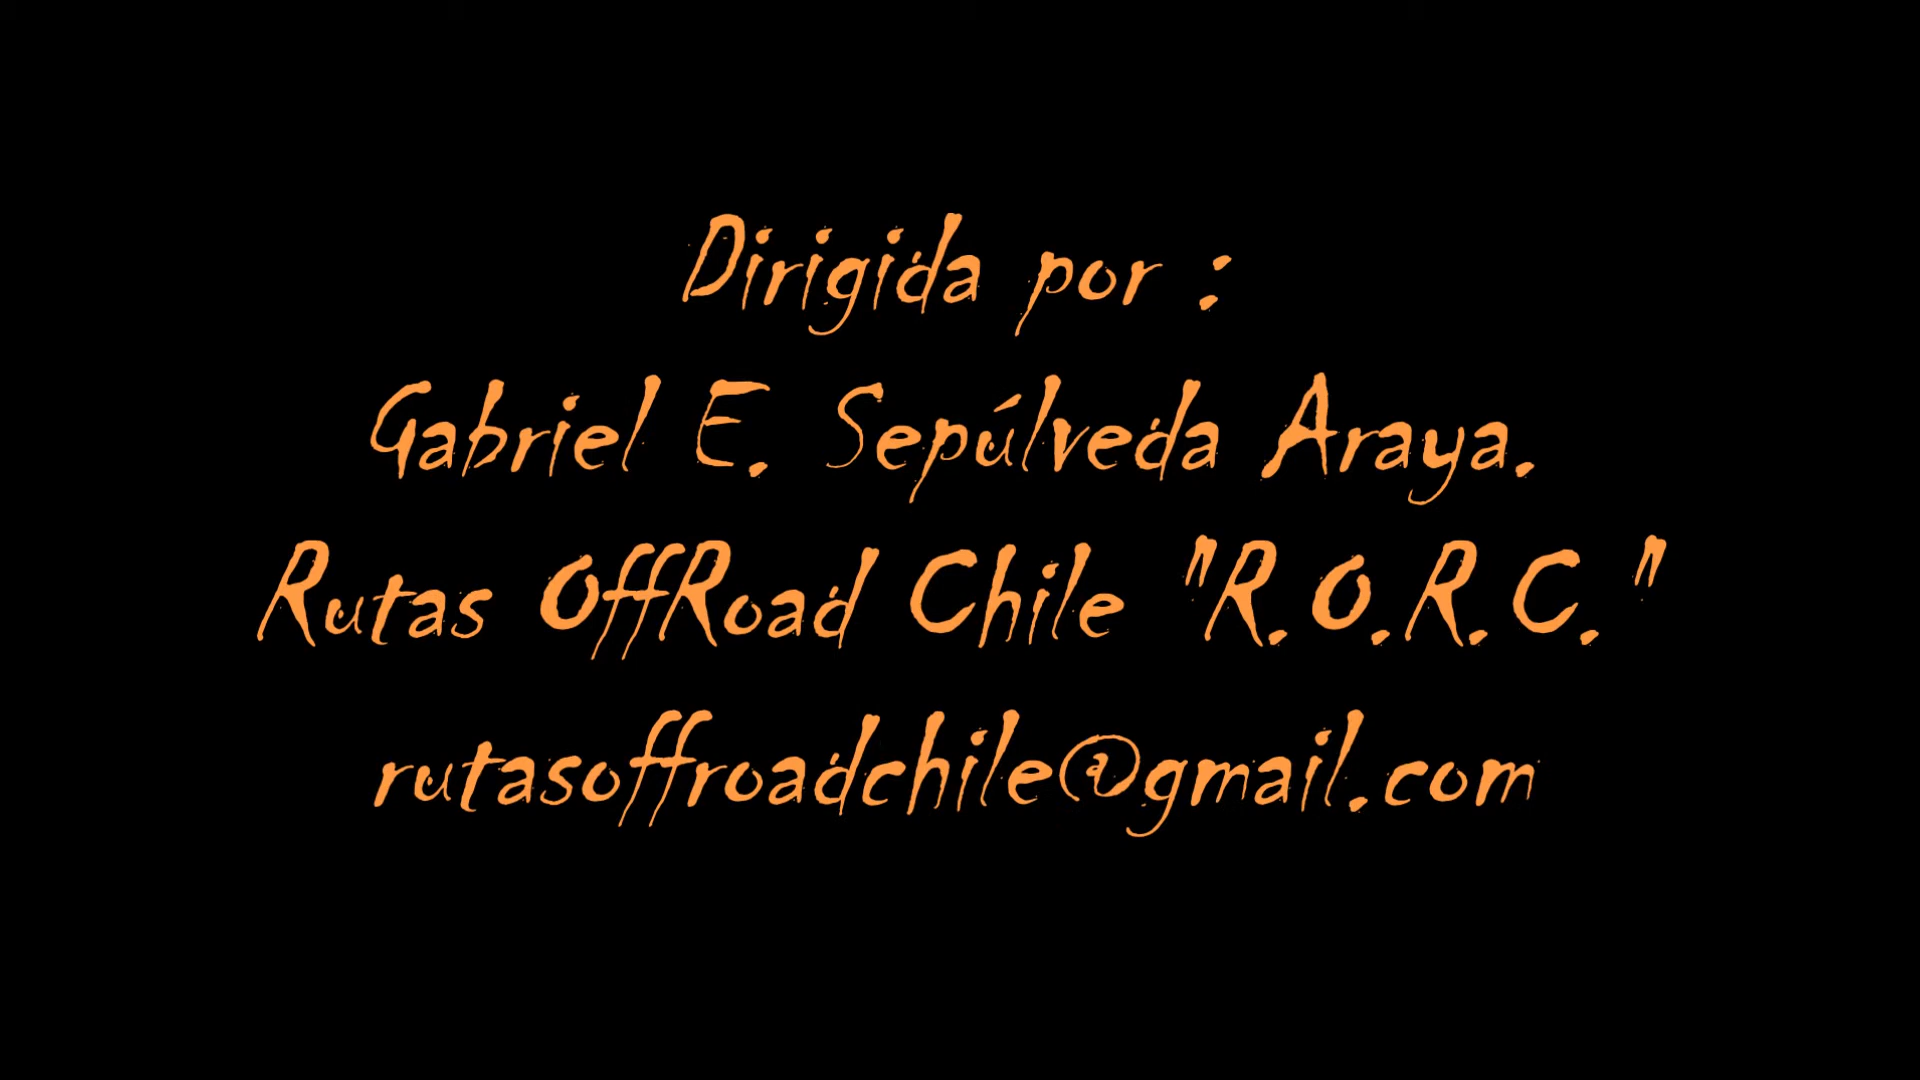 Dirigida por :
Gabriel E. Sepúlveda Araya.
Rutas OffRoad Chile "R.O.R.C."
rutasoffroadchile@gmail.com